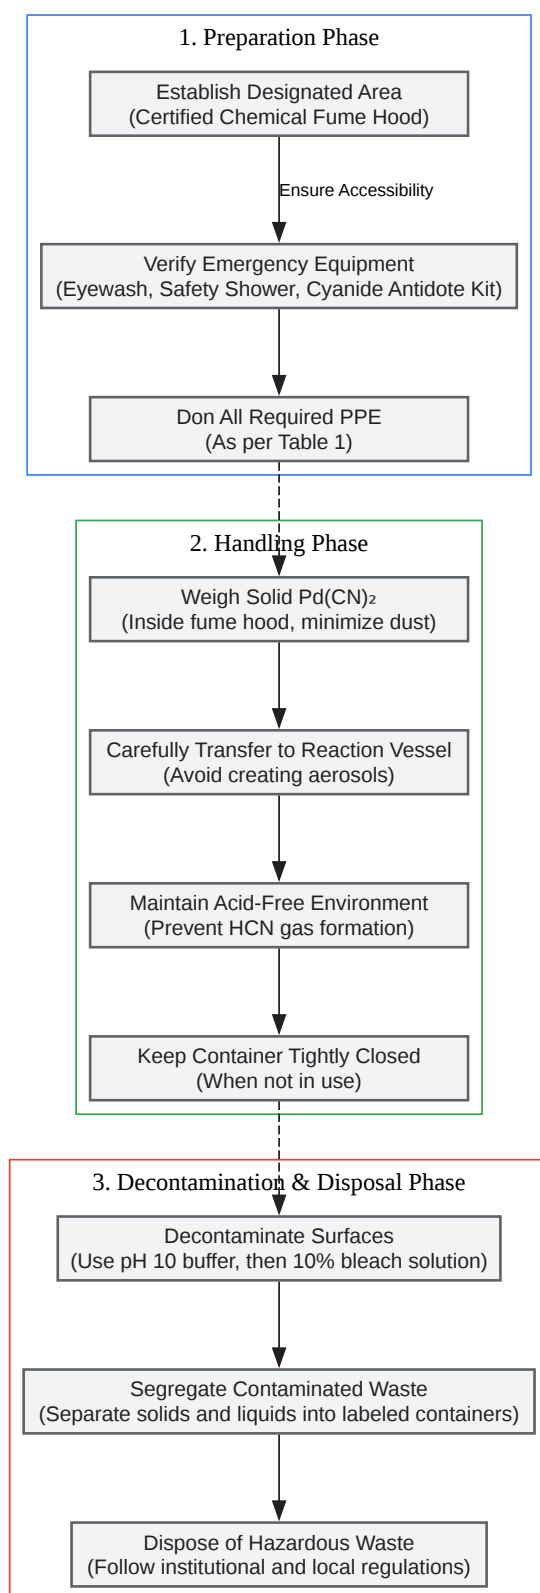 1. Preparation Phase
Establish Designated Area
(Certified Chemical Fume Hood)
Ensure Accessibility
Verify Emergency Equipment
(Eyewash, Safety Shower, Cyanide Antidote Kit)
Don All Required PPE
(As per Table 1)
2. Handling Phase
Weigh Solid Pd(CN)₂
(Inside fume hood, minimize dust)
Carefully Transfer to Reaction Vessel
(Avoid creating aerosols)
Maintain Acid-Free Environment
(Prevent HCN gas formation)
Keep Container Tightly Closed
(When not in use)
3. Decontamination & Disposal Phase
Decontaminate Surfaces
(Use pH 10 buffer, then 10% bleach solution)
Segregate Contaminated Waste
(Separate solids and liquids into labeled containers)
Dispose of Hazardous Waste
(Follow institutional and local regulations)